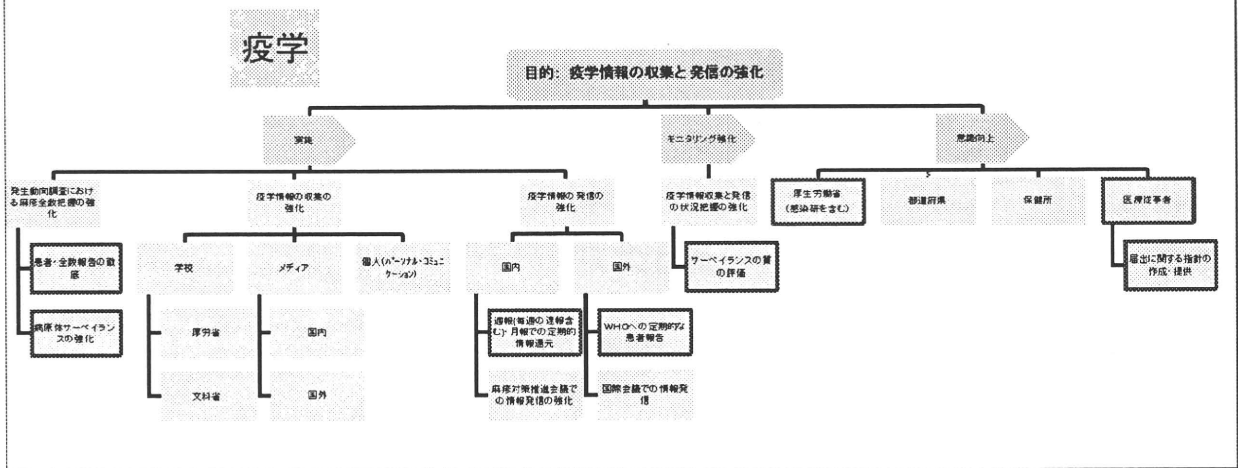 疫学
目的: 疫学情報の収集と発信の強化
実施
モニタリング強化
意識向上
発生動向調査におけ
る麻疹全数把握の強
化
疫学情報の収集の
強化
疫学情報の発信の
強化
疫学情報収集と発信
の状況把握の強化
厚生労働省
(感染研を含む)
都道府県
保健所
医療従事者
患者・全数報告の徹
底
病原体サーベイラン
スの強化
学校
メディア
個人(パーソナル・コミュニ
ケーション)
国内
国外
サーベイランスの質
の評価
届出に関する指針の
作成・提供
厚労省
文科省
国内
国外
週報(毎週の速報含
む)・月報での定期的
情報還元
麻疹対策推進会議で
の情報発信の強化
WHOへの定期的な
患者報告
国際会議での情報発
信